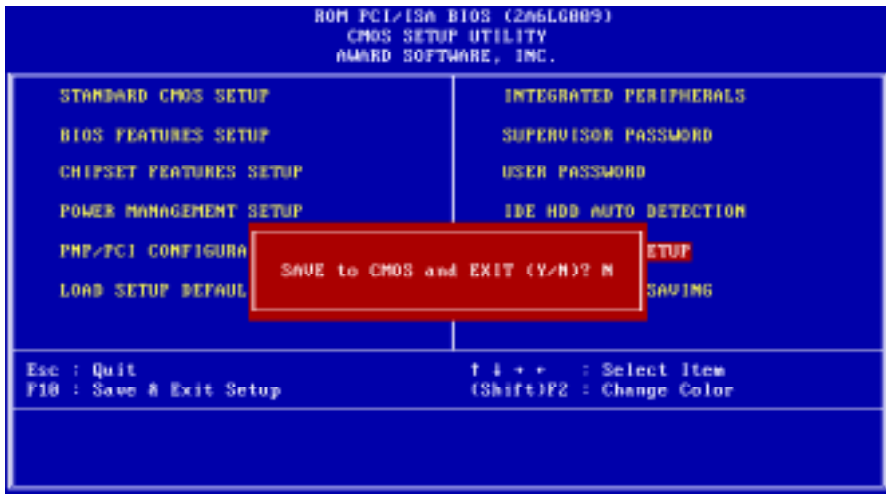 ROM PCI/ISA BIOS (2A6LG009)
CMOS SETUP UTILITY
AWARD SOFTWARE, INC.
STANDARD CMOS SETUP
BIOS FEATURES SETUP
CHIPSET FEATURES SETUP
POWER MANAGEMENT SETUP
PNP/PCI CONFIGURA
LOAD SETUP DEFAUL
INTEGRATED PERIPHERALS
SUPERVISOR PASSWORD
USER PASSWORD
IDE HDD AUTO DETECTION
SETUP
SAVING
SAVE to CMOS and EXIT (Y/N)? N
Esc : Quit
F10 : Save & Exit Setup
↑ ↓ → ← : Select Item
(Shift)F2 : Change Color